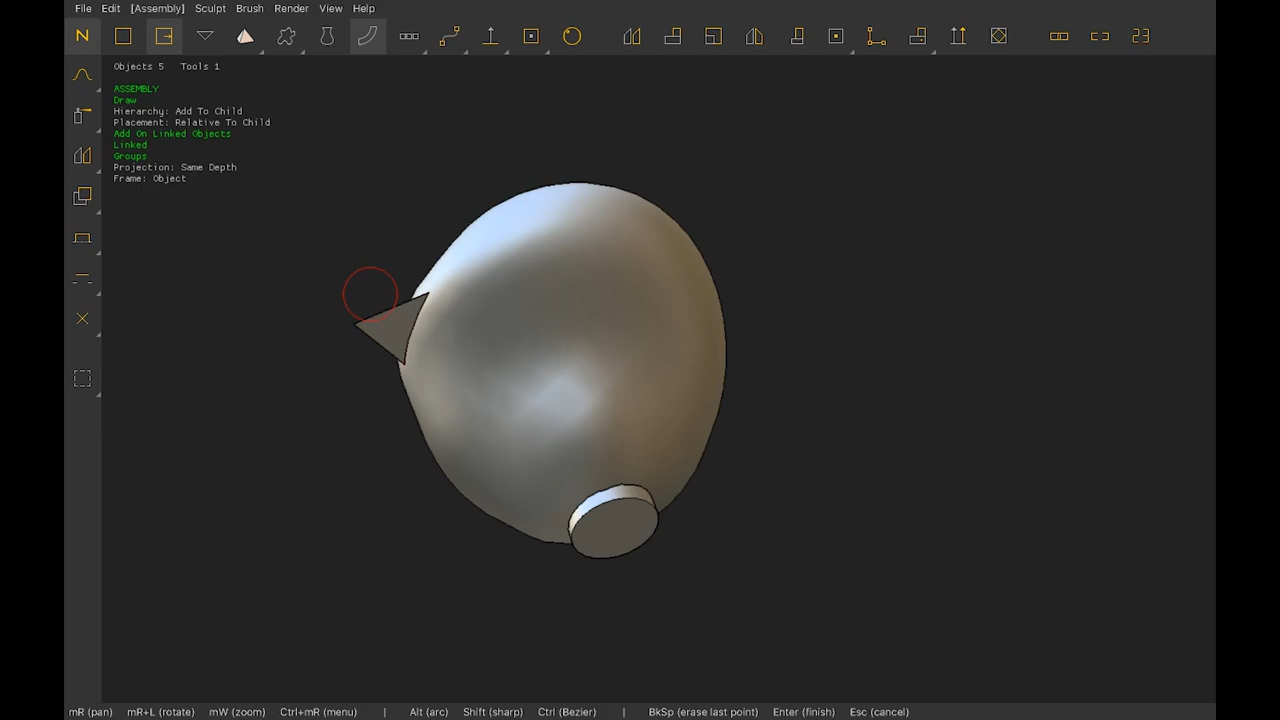 File Edit [Assembly] Sculpt Brush Render View Help
N
23
Objects 5 Tools 1
ASSEMBLY
Draw
Hierarchy: Add To Child
Placement: Relative To Child
Add On Linked Objects
Linked
Groups
Projection: Same Depth
Frame: Object
mR (pan) mR+L (rotate) mW (zoom) Ctrl+mR (menu) | Alt (arc) Shift (sharp) Ctrl (Bezier) | BkSp (erase last point) Enter (finish) Esc (cancel)